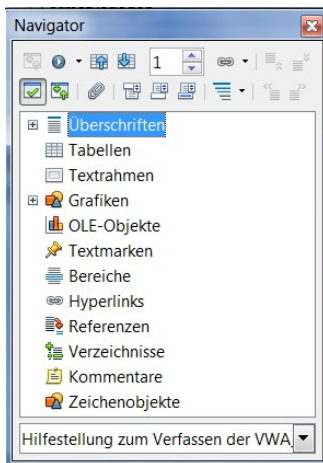 Navigator
1
Überschriften
Tabellen
Textrahmen
Grafiken
OLE-Objekte
Textmarken
Bereiche
Hyperlinks
Referenzen
Verzeichnisse
Kommentare
Zeichenobjekte
Hilfestellung zum Verfassen der VWA_